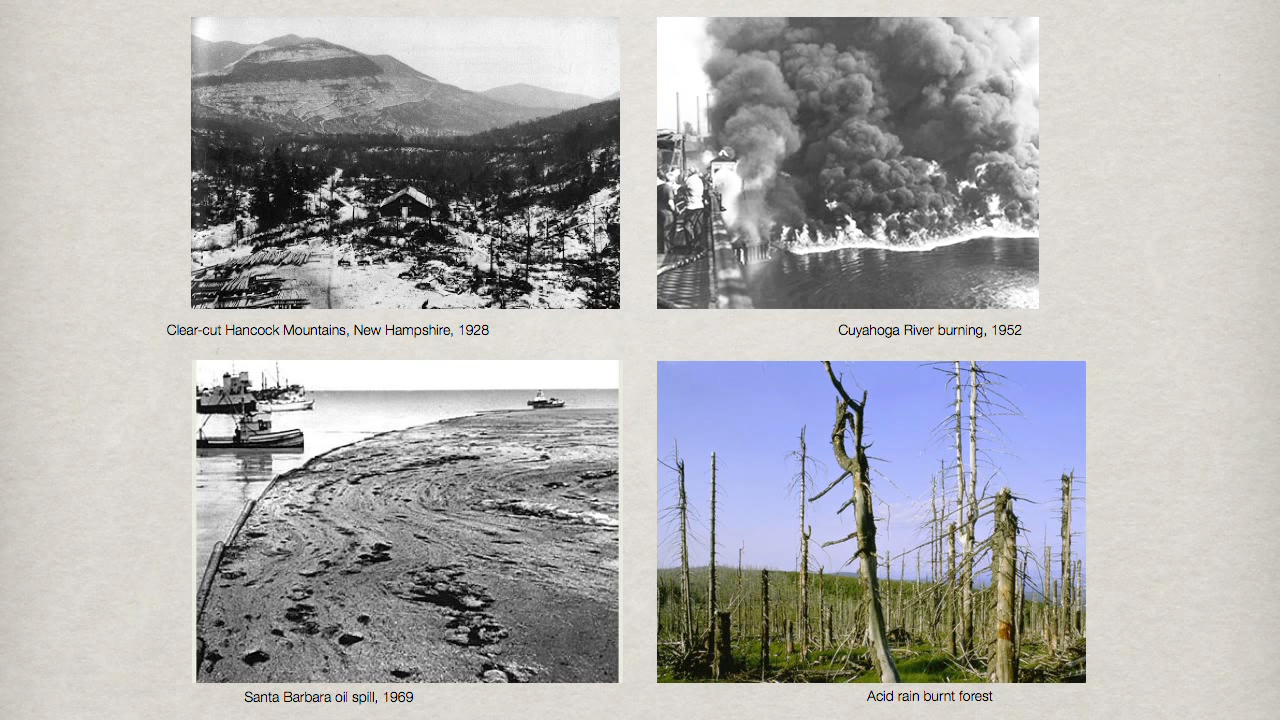 Clear-cut Hancock Mountains, New Hampshire, 1928
Cuyahoga River burning, 1952
Santa Barbara oil spill, 1969
Acid rain burnt forest